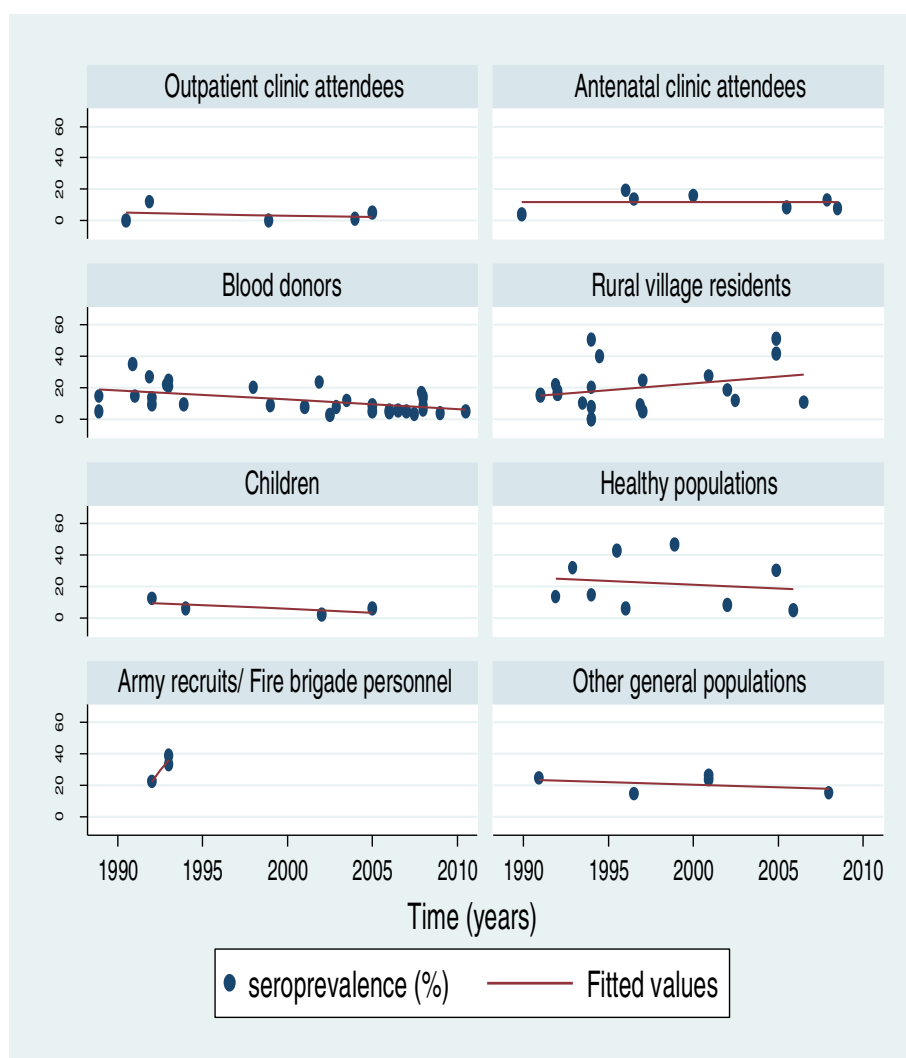 Outpatient clinic attendees
Antenatal clinic attendees
60
40
20
0
Blood donors
Rural village residents
60
40
20
0
Children
Healthy populations
60
40
20
0
Army recruits/ Fire brigade personnel
Other general populations
60
40
20
0
1990 1995 2000 2005 2010
1990 1995 2000 2005 2010
Time (years)
seroprevalence (%)
Fitted values